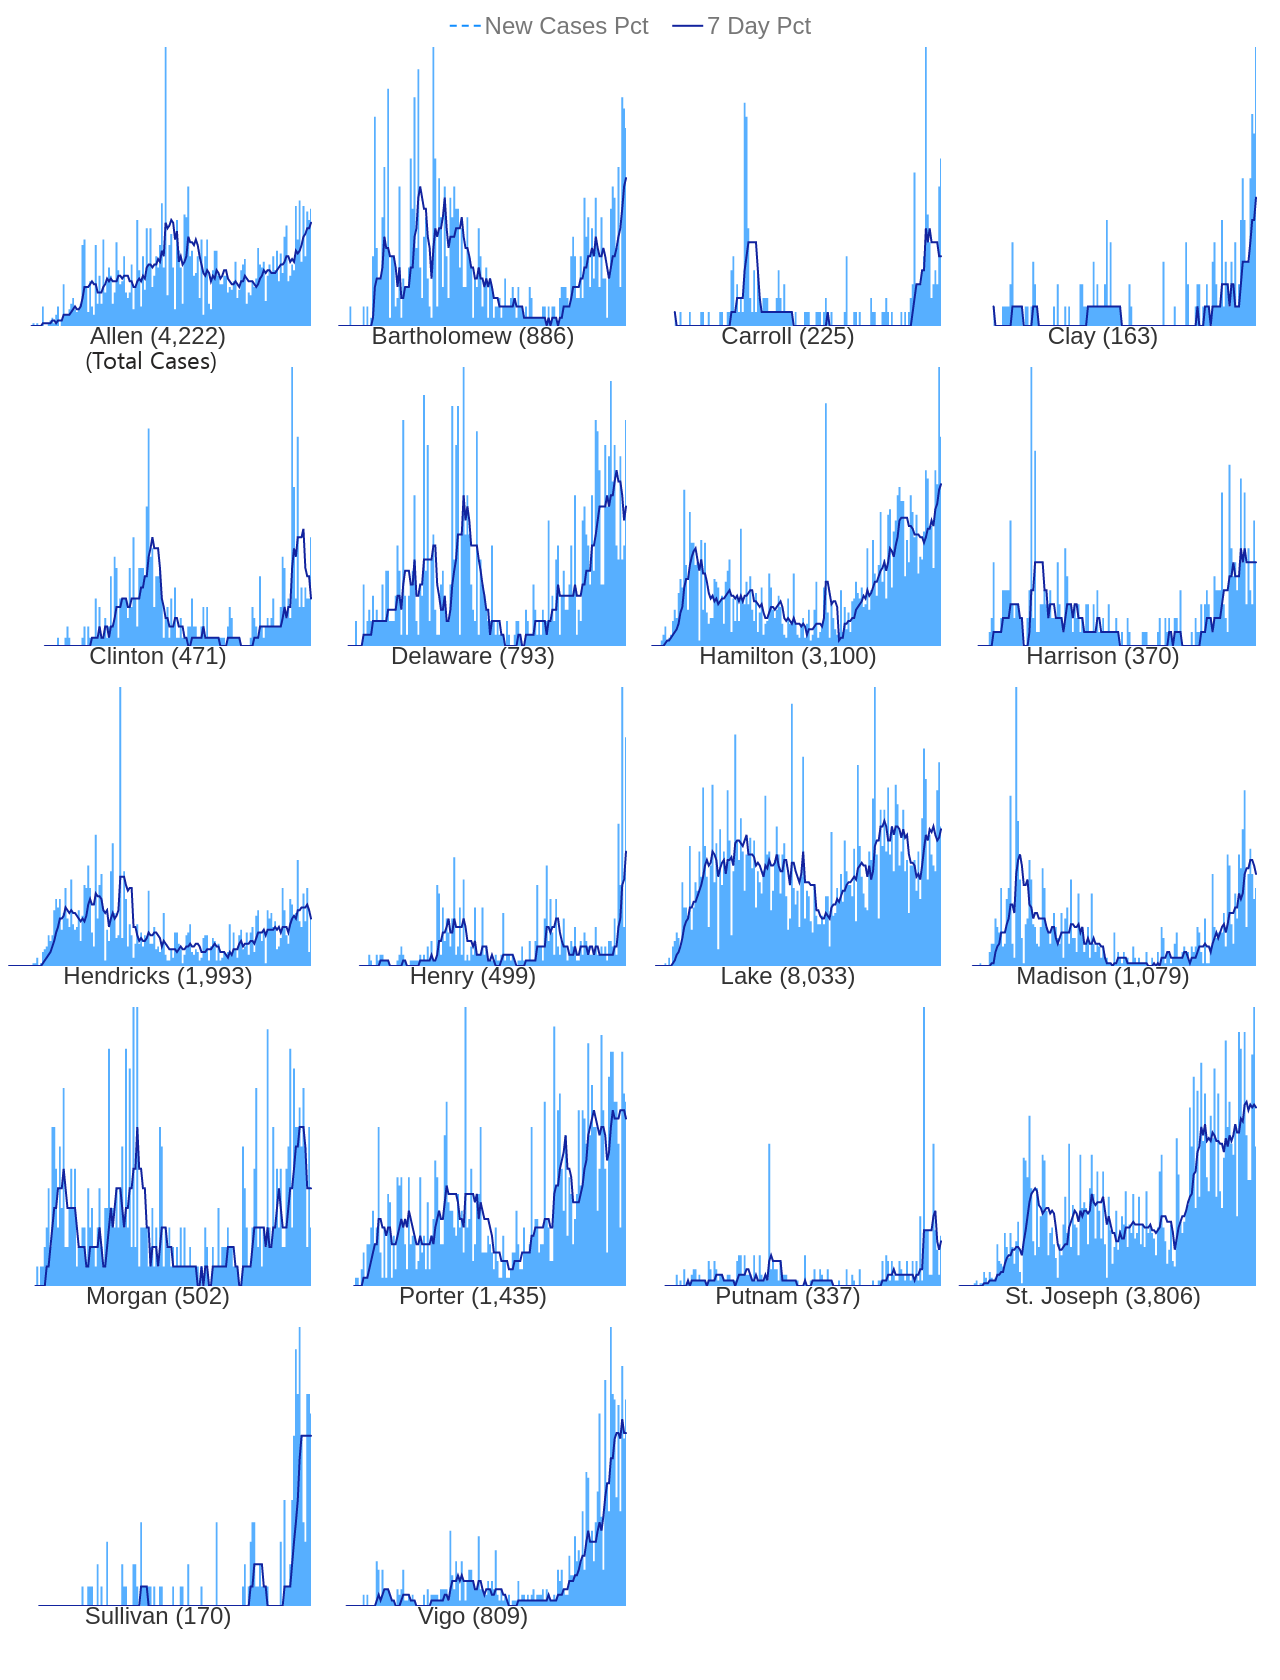 New Cases Pct 7 Day Pct
Allen (4,222) Bartholomew (886) Carroll (225) Clay (163)
(Total Cases)
Clinton (471) Delaware (793) Hamilton (3,100) Harrison (370)
Hendricks (1,993) Henry (499) Lake (8,033) Madison (1,079)
Morgan (502) Porter (1,435) Putnam (337) St. Joseph (3,806)
Sullivan (170) Vigo (809)